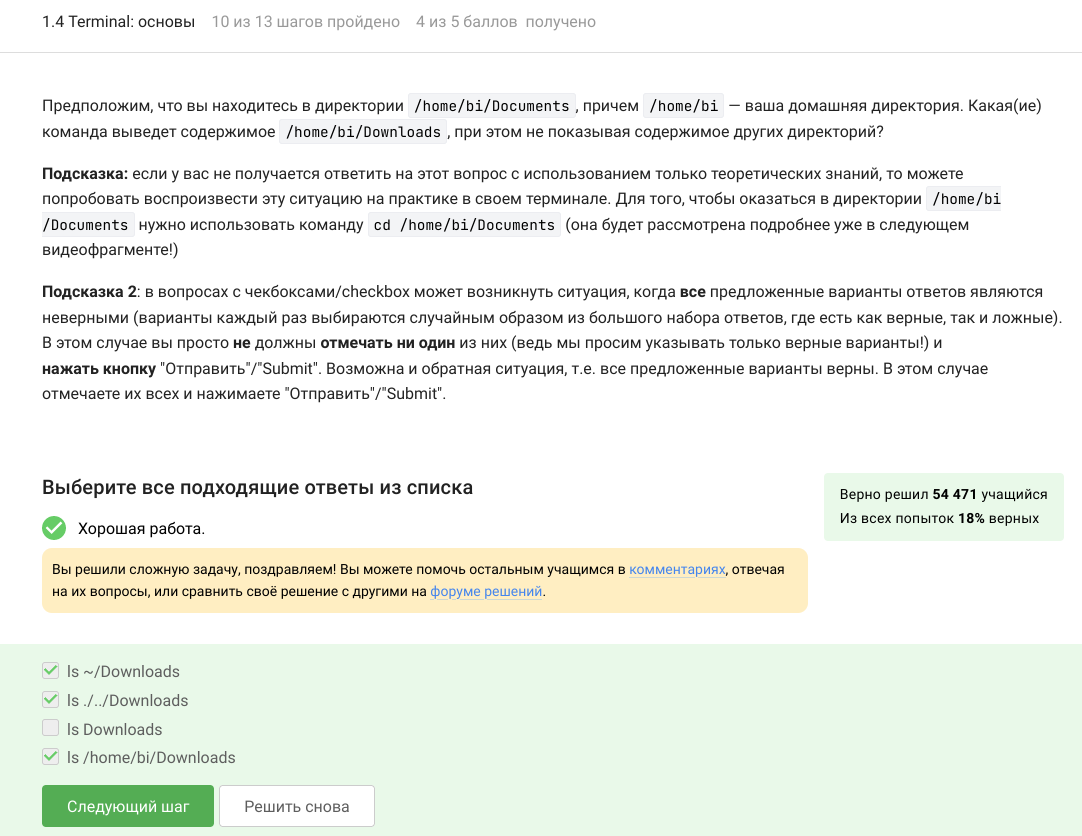 1.4 Terminal: основы 10 из 13 шагов пройдено 4 из 5 баллов получено
Предположим, что вы находитесь в директории /home/bi/Documents, причем /home/bi — ваша домашняя директория. Какая(ие)
команда выведет содержимое /home/bi/Downloads, при этом не показывая содержимое других директорий?
Подсказка: если у вас не получается ответить на этот вопрос с использованием только теоретических знаний, то можете
попробовать воспроизвести эту ситуацию на практике в своем терминале. Для того, чтобы оказаться в директории /home/bi
/Documents нужно использовать команду cd /home/bi/Documents (она будет рассмотрена подробнее уже в следующем
видеофрагменте!)
Подсказка 2: в вопросах с чекбоксами/checkbox может возникнуть ситуация, когда все предложенные варианты ответов являются
неверными (варианты каждый раз выбираются случайным образом из большого набора ответов, где есть как верные, так и ложные).
В этом случае вы просто не должны отмечать ни один из них (ведь мы просим указывать только верные варианты!) и
нажать кнопку "Отправить"/"Submit". Возможна и обратная ситуация, т.е. все предложенные варианты верны. В этом случае
отмечаете их всех и нажимаете "Отправить"/"Submit".
Выберите все подходящие ответы из списка
Верно решил 54 471 учащийся
Из всех попыток 18% верных
Хорошая работа.
Вы решили сложную задачу, поздравляем! Вы можете помочь остальным учащимся в комментариях, отвечая
на их вопросы, или сравнить своё решение с другими на форуме решений.
ls ~/Downloads
ls ./../Downloads
ls Downloads
ls /home/bi/Downloads
Следующий шаг Решить снова